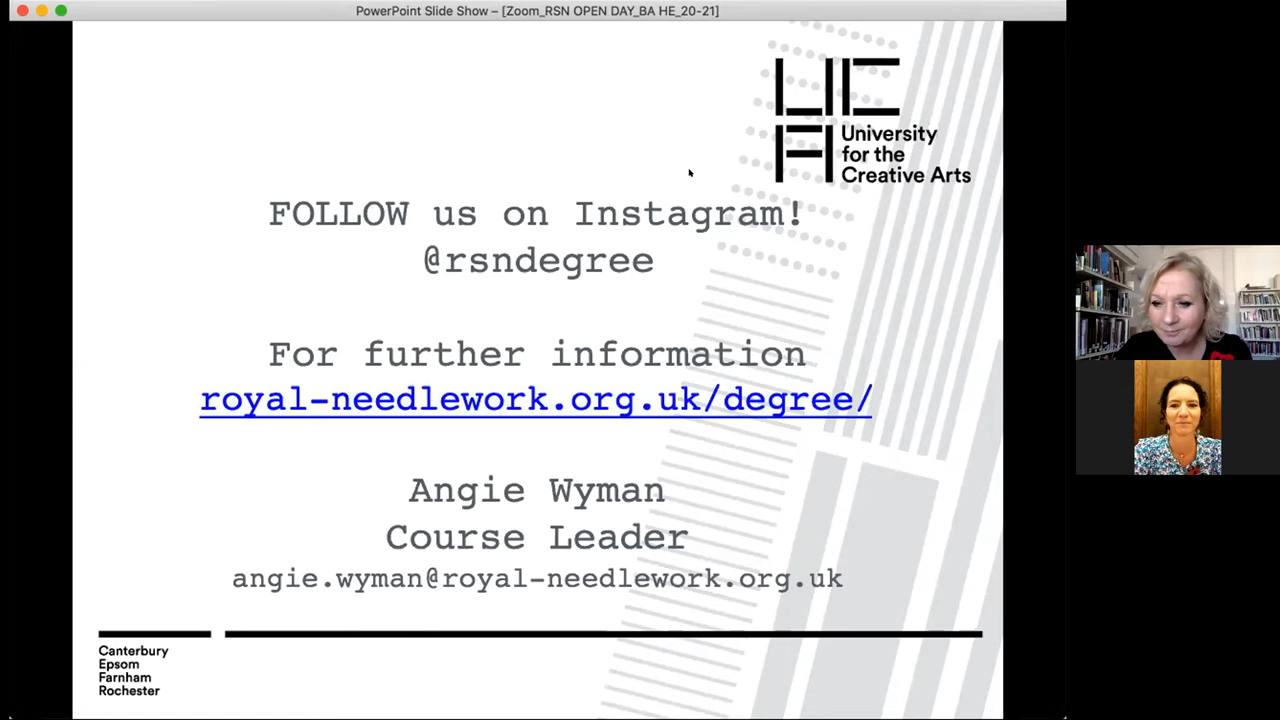 PowerPoint Slide Show – [Zoom_RSN OPEN DAY_BA HE_20-21]
UC
A
University
for the
Creative Arts
FOLLOW us on Instagram!
@rsndegree
For further information
royal-needlework.org.uk/degree/
Angie Wyman
Course Leader
angie.wyman@royal-needlework.org.uk
Canterbury
Epsom
Farnham
Rochester